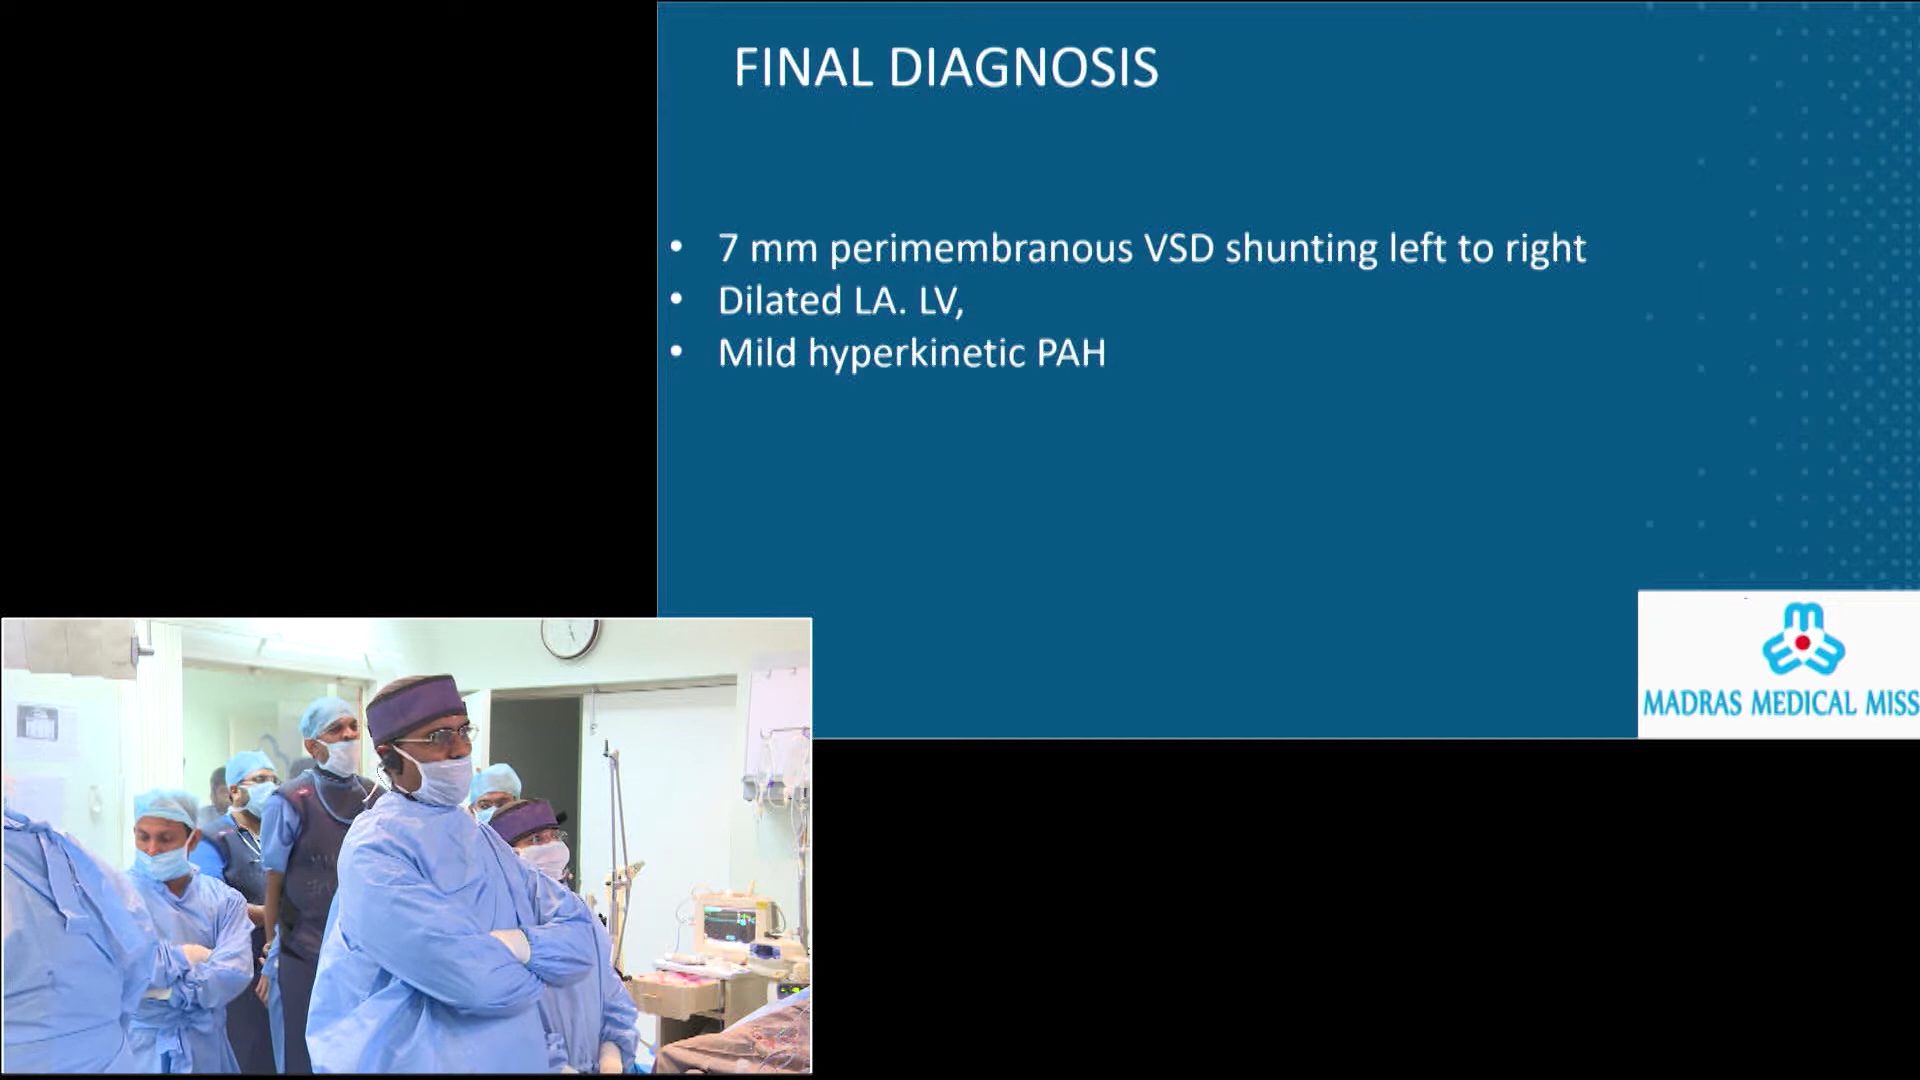 FINAL DIAGNOSIS
• 7 mm perimembranous VSD shunting left to right
• Dilated LA. LV,
• Mild hyperkinetic PAH
MADRAS MEDICAL MISS